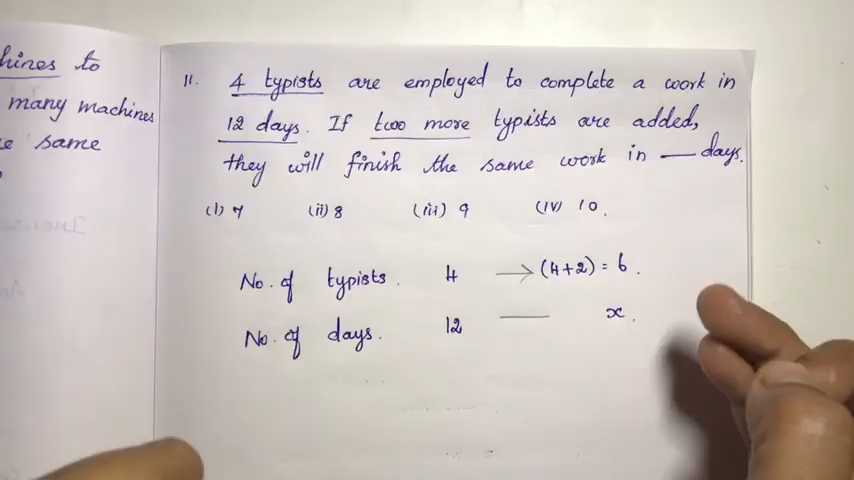 hines to
many machines
same
11. 4 typists are employed to complete a work in
12 days. If two more typists are added,
they will finish the same work in — days.
(i) 7 (ii) 8 (iii) 9 (iv) 10.
No. of typists. 4 → (4+2) = 6.
No. of days. 12 — x.